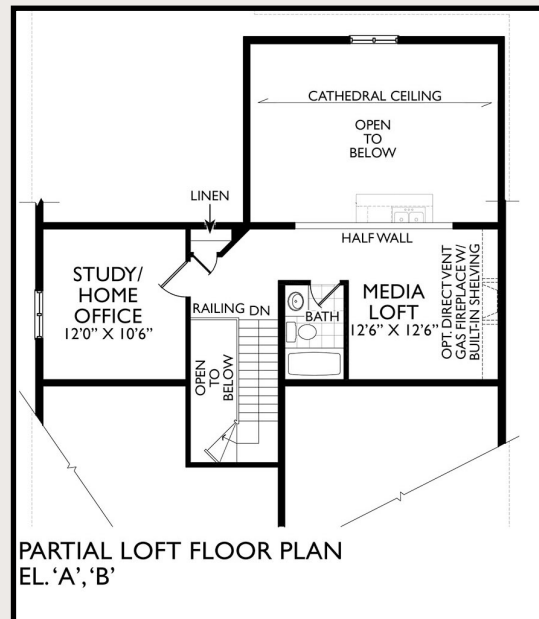 CATHEDRAL CEILING
OPEN
TO
BELOW
LINEN
HALF WALL
STUDY/
HOME
OFFICE
12'0" X 10'6"
RAILING DN
OPEN
TO
BELOW
BATH
MEDIA
LOFT
12'6" X 12'6"
OPT. DIRECT VENT
GAS FIREPLACE W/
BUILT-IN SHELVING
PARTIAL LOFT FLOOR PLAN
EL. ‘A’, ‘B’